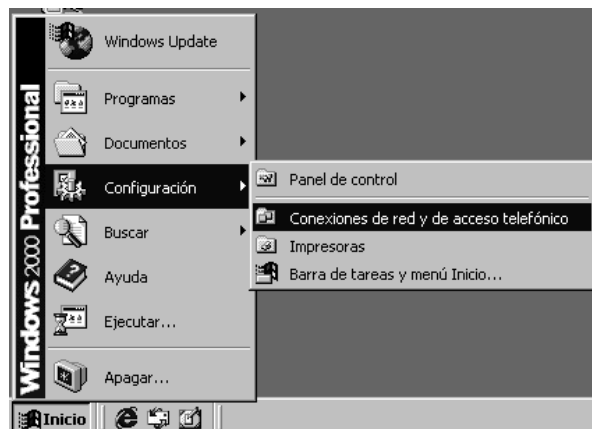 Windows 2000 Professional
Windows Update
Programas
Documentos
Configuración
Buscar
Ayuda
Ejecutar...
Apagar...
Panel de control
Conexiones de red y de acceso telefónico
Impresoras
Barra de tareas y menú Inicio...
Inicio